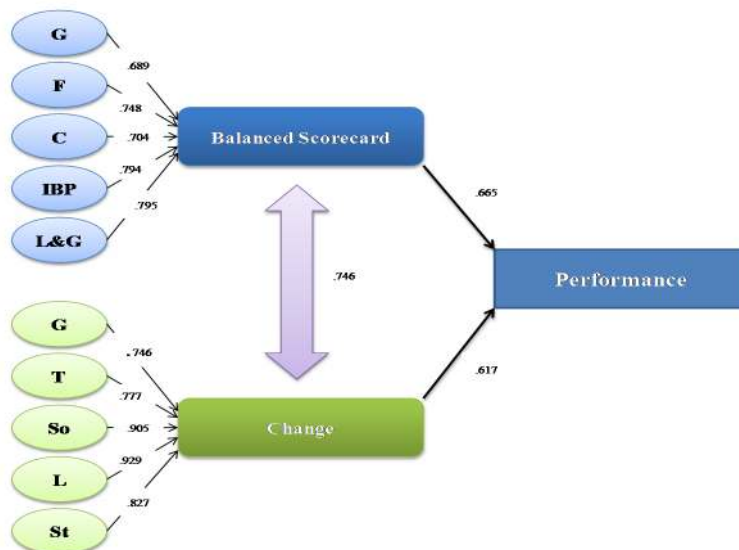 G
.689
F
.748
C
.704
Balanced Scorecard
IBP
.794
L&G
.795
.665
.746
Performance
G
.746
T
.777
.617
So
.905
Change
L
.929
St
.827